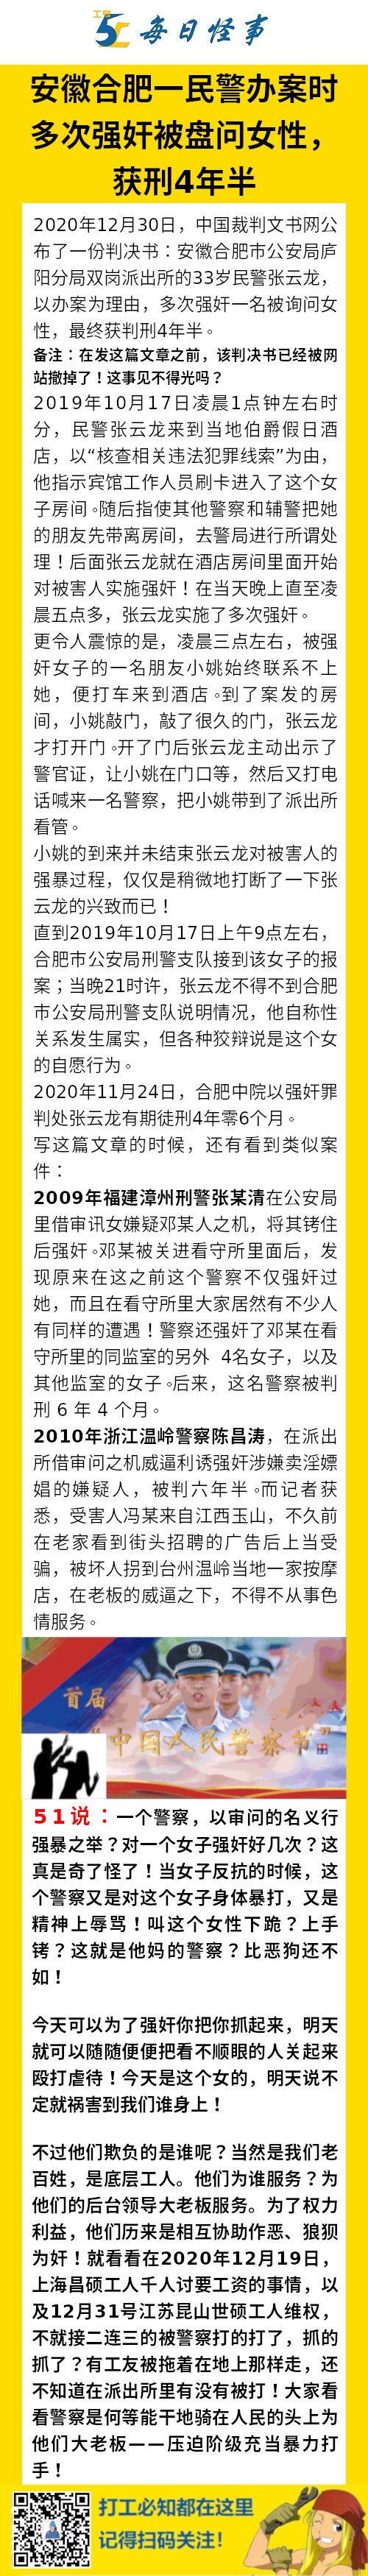 工
5C
每日怪事
安徽合肥一民警办案时
多次强奸被盘问女性，
获刑4年半
2020年12月30日，中国裁判文书网公
布了一份判决书：安徽合肥市公安局庐
阳分局双岗派出所的33岁民警张云龙，
以办案为理由，多次强奸一名被询问女
性，最终获判刑4年半。
备注：在发这篇文章之前，该判决书已经被网
站撤掉了！这事见不得光吗？
2019年10月17日凌晨1点钟左右时
分，民警张云龙来到当地伯爵假日酒
店，以“核查相关违法犯罪线索”为由，
他指示宾馆工作人员刷卡进入了这个女
子房间。随后指使其他警察和辅警把她
的朋友先带离房间，去警局进行所谓处
理！后面张云龙就在酒店房间里面开始
对被害人实施强奸！在当天晚上直至凌
晨五点多，张云龙实施了多次强奸。
更令人震惊的是，凌晨三点左右，被强
奸女子的一名朋友小姚始终联系不上
她，便打车来到酒店。到了案发的房
间，小姚敲门，敲了很久的门，张云龙
才打开门。开了门后张云龙主动出示了
警官证，让小姚在门口等，然后又打电
话喊来一名警察，把小姚带到了派出所
看管。
小姚的到来并未结束张云龙对被害人的
强暴过程，仅仅是稍微地打断了一下张
云龙的兴致而已！
直到2019年10月17日上午9点左右，
合肥市公安局刑警支队接到该女子的报
案；当晚21时许，张云龙不得不到合肥
市公安局刑警支队说明情况，他自称性
关系发生属实，但各种狡辩说是这个女
的自愿行为。
2020年11月24日，合肥中院以强奸罪
判处张云龙有期徒刑4年零6个月。
写这篇文章的时候，还有看到类似案
件：
2009年福建漳州刑警张某清在公安局
里借审讯女嫌疑邓某人之机，将其铐住
后强奸。邓某被关进看守所里面后，发
现原来在这之前这个警察不仅强奸过
她，而且在看守所里大家居然有不少人
有同样的遭遇！警察还强奸了邓某在看
守所里的同监室的另外 4名女子，以及
其他监室的女子。后来，这名警察被判
刑 6 年 4 个月。
2010年浙江温岭警察陈昌涛，在派出
所借审问之机威逼利诱强奸涉嫌卖淫嫖
娼的嫌疑人，被判六年半。而记者获
悉，受害人冯某来自江西玉山，不久前
在老家看到街头招聘的广告后上当受
骗，被坏人拐到台州温岭当地一家按摩
店，在老板的威逼之下，不得不从事色
情服务。
首届
“中国人民警察节”
51说：一个警察，以审问的名义行
强暴之举？对一个女子强奸好几次？这
真是奇了怪了！当女子反抗的时候，这
个警察又是对这个女子身体暴打，又是
精神上辱骂！叫这个女性下跪？上手
铐？这就是他妈的警察？比恶狗还不
如！
今天可以为了强奸你把你抓起来，明天
就可以随随便便把看不顺眼的人关起来
殴打虐待！今天是这个女的，明天说不
定就祸害到我们谁身上！
不过他们欺负的是谁呢？当然是我们老
百姓，是底层工人。他们为谁服务？为
他们的后台领导大老板服务。为了权力
利益，他们历来是相互协助作恶、狼狈
为奸！就看看在2020年12月19日，
上海昌硕工人千人讨要工资的事情，以
及12月31号江苏昆山世硕工人维权，
不就接二连三的被警察打的打了，抓的
抓了？有工友被拖着在地上那样走，还
不知道在派出所里有没有被打！大家看
看警察是何等能干地骑在人民的头上为
他们大老板——压迫阶级充当暴力打
手！
打工必知都在这里
记得扫码关注！